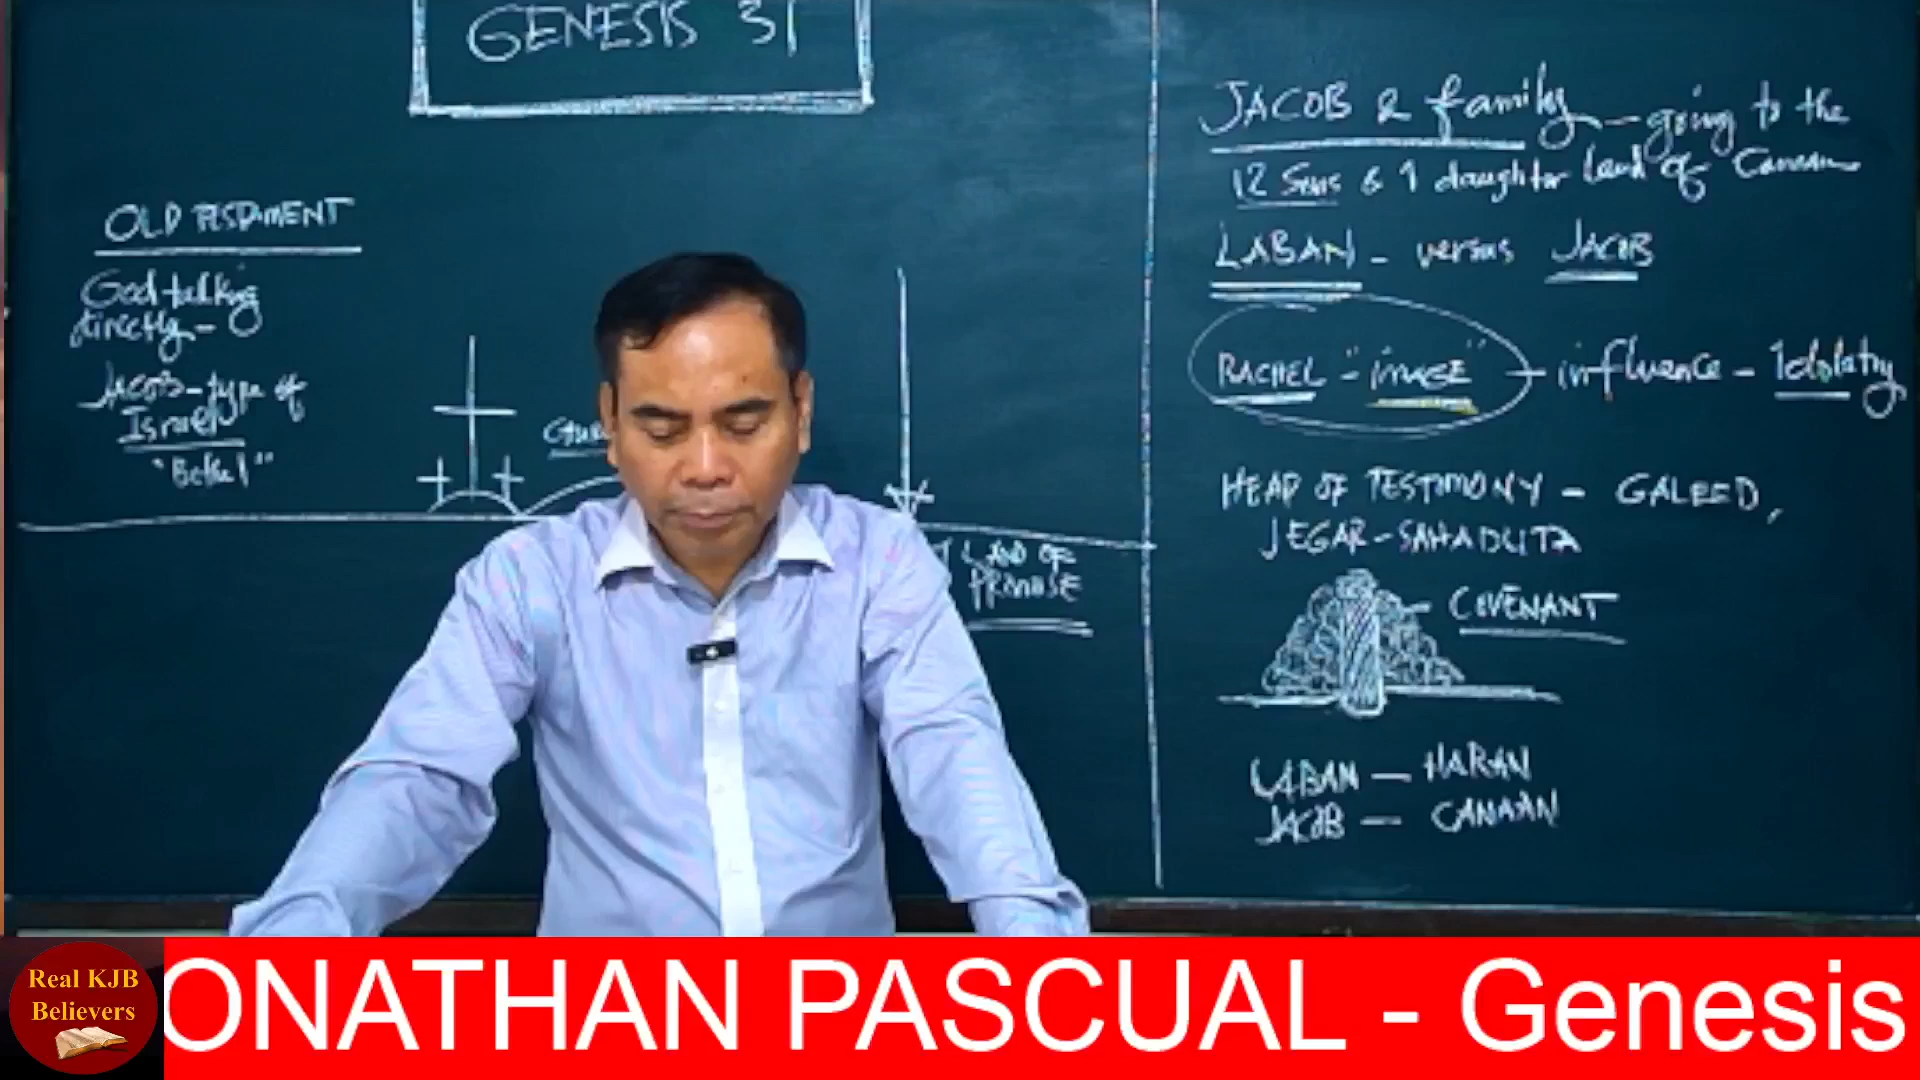 GENESIS 31
OLD TESTAMENT
God talking
directly -
Jacob - type of
Israel
"Bethel"
LAND OF
PROMISE
JACOB & family - going to the
12 Sons & 1 daughter land of Canaan
LABAN - versus JACOB
RACHEL - "image" - influence - Idolatry
HEAP OF TESTIMONY - GALEED,
JEGAR-SAHADUTA
COVENANT
LABAN - HARAN
JACOB - CANAAN
Real KJB
Believers
ONATHAN PASCUAL - Genesis